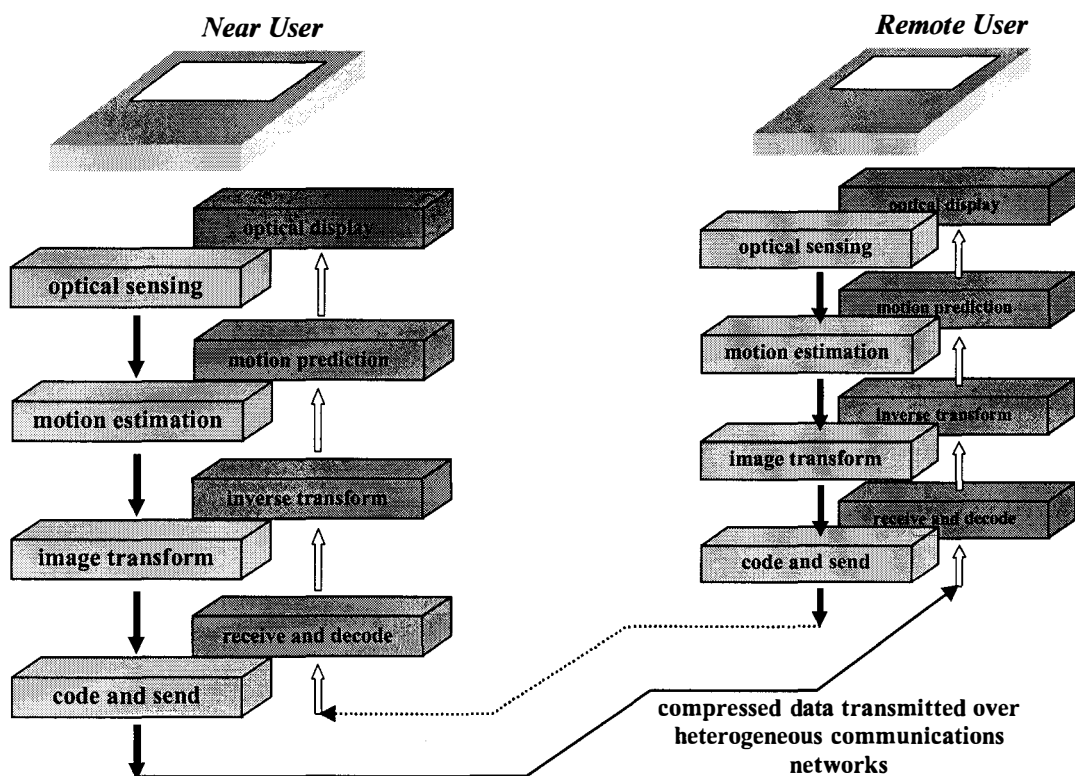 Near User
Remote User
optical display
optical sensing
motion prediction
motion estimation
inverse transform
image transform
receive and decode
code and send
optical display
optical sensing
motion prediction
motion estimation
inverse transform
image transform
receive and decode
code and send
compressed data transmitted over
heterogeneous communications
networks